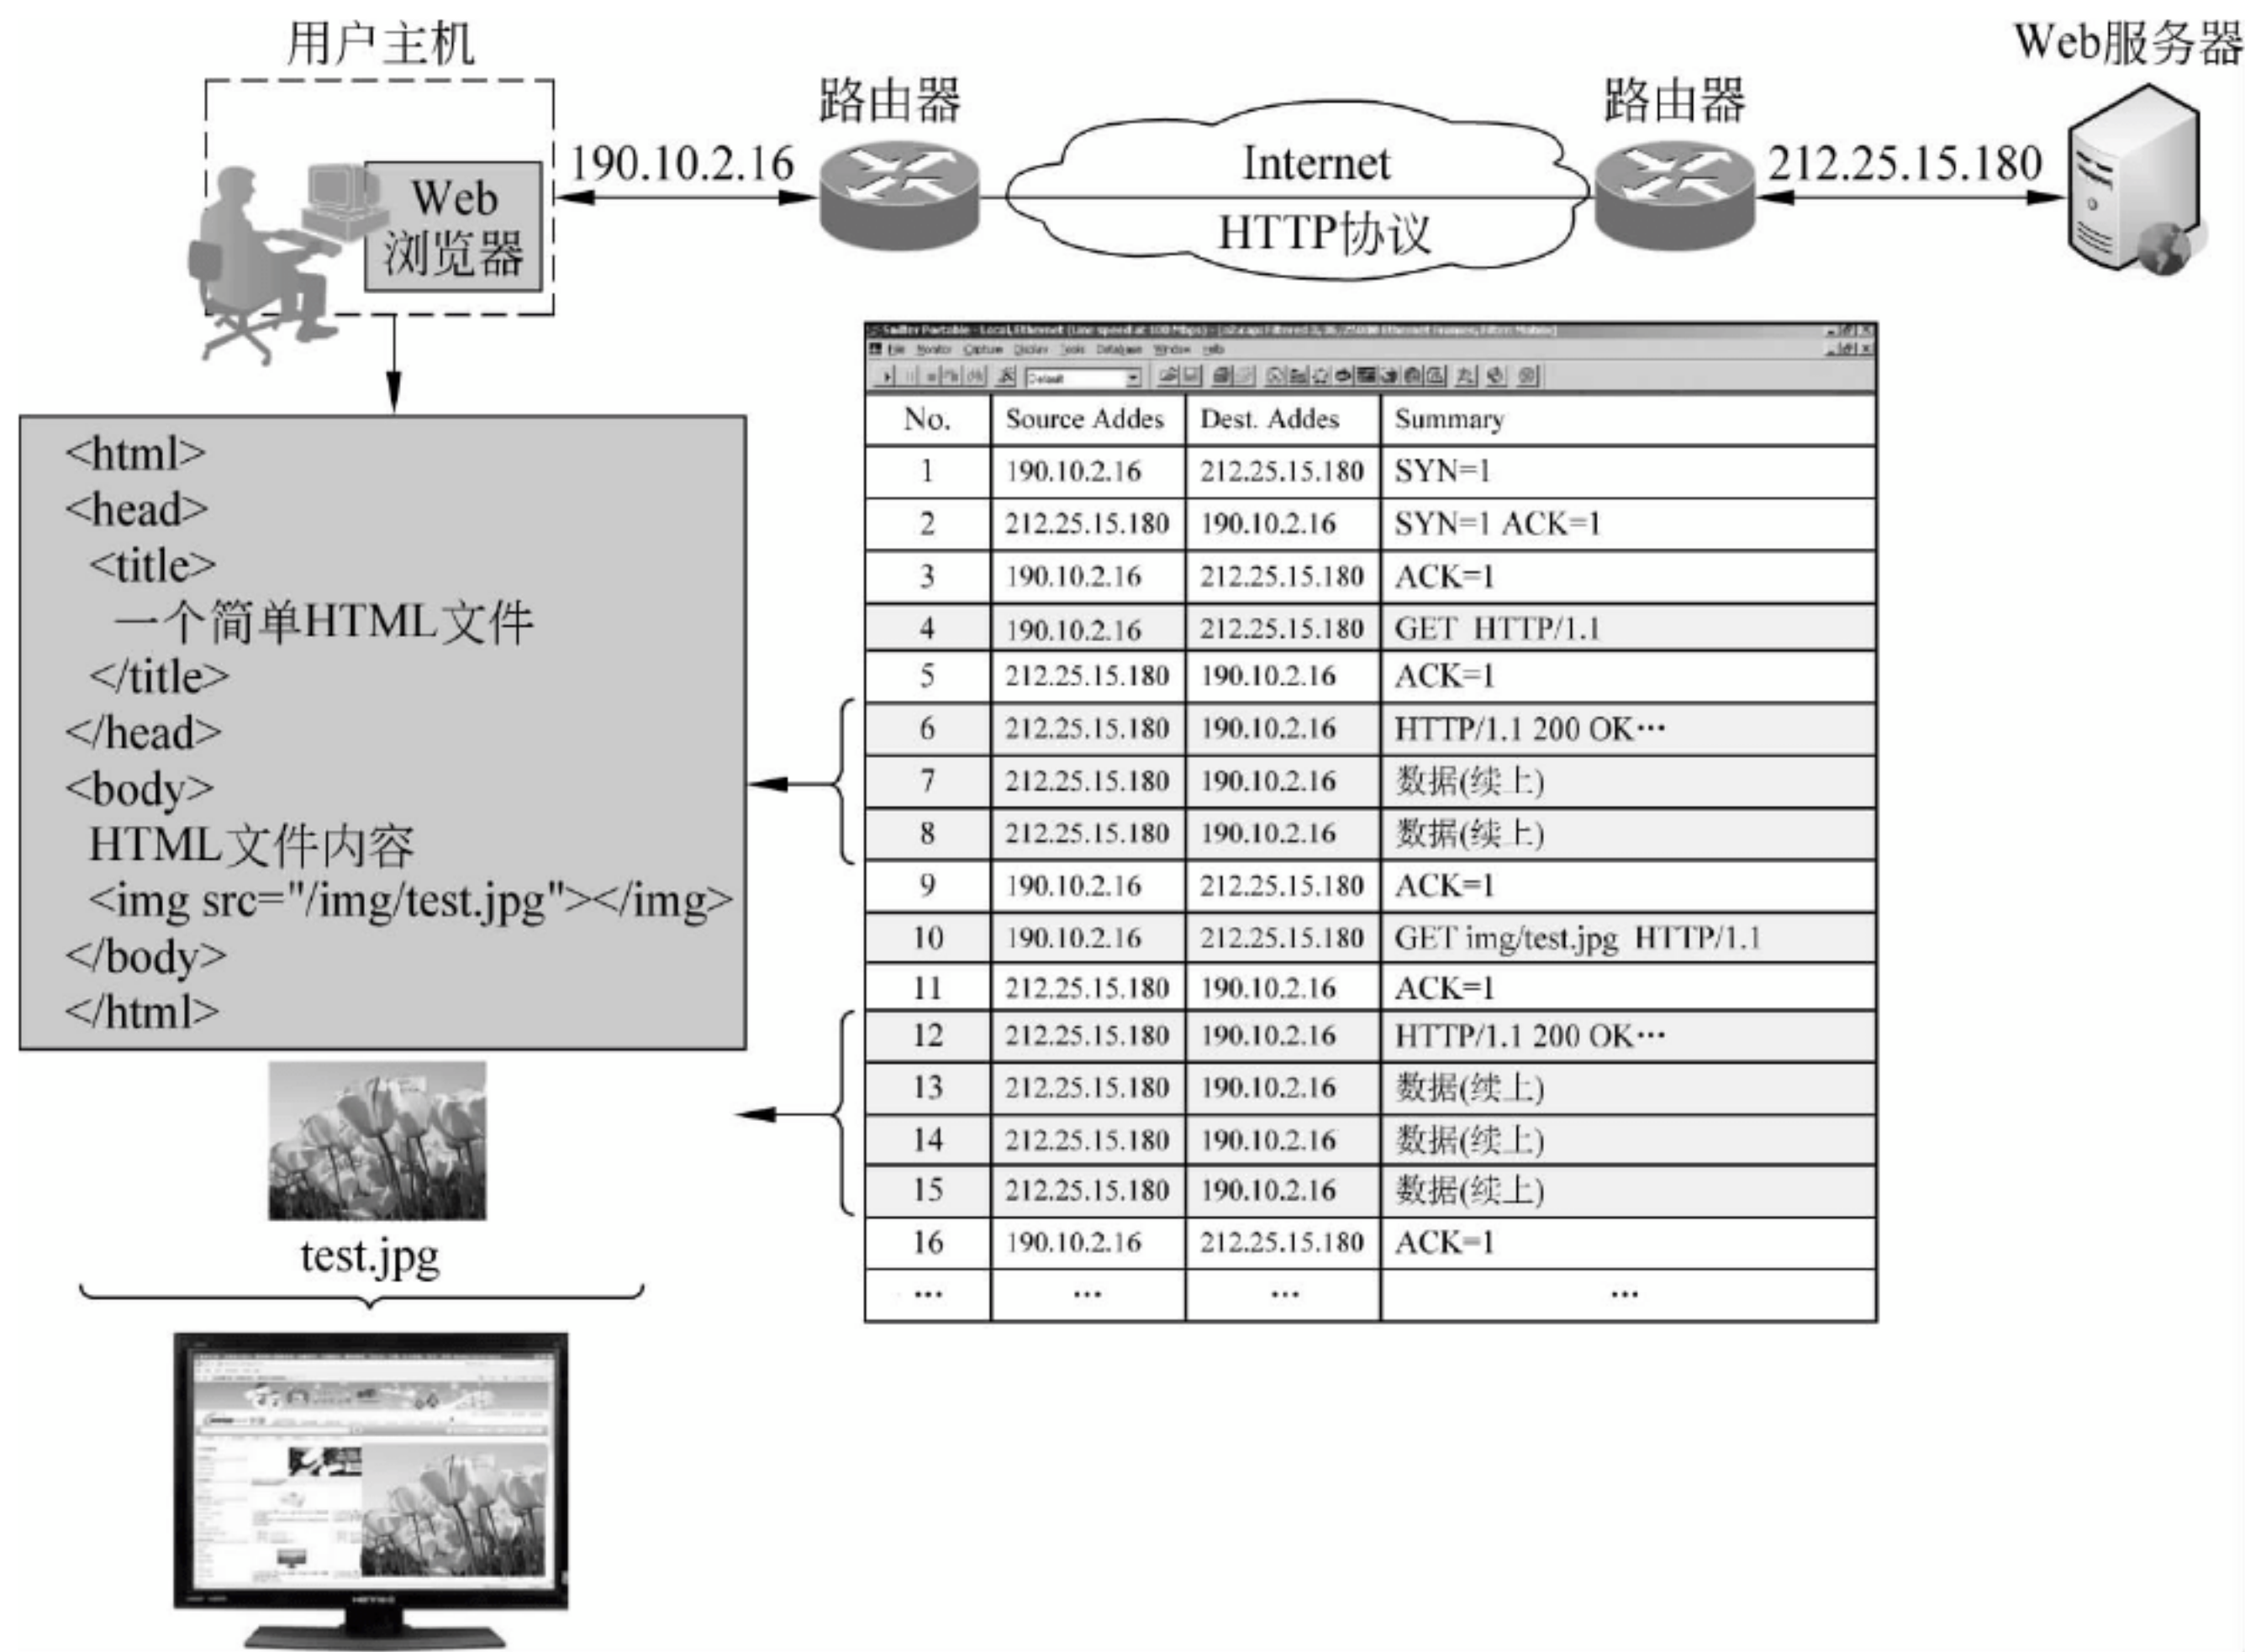 用户主机
Web服务器
路由器
路由器
190.10.2.16
Internet
212.25.15.180
Web
浏览器
HTTP协议
<html>
<head>
<title>
一个简单HTML文件
</title>
</head>
<body>
HTML文件内容
<img src="/img/test.jpg"></img>
</body>
</html>
test.jpg
File Monitor Capture Display Tools Database Window Help
Default
No. Source Addes Dest. Addes Summary
1 190.10.2.16 212.25.15.180 SYN=1
2 212.25.15.180 190.10.2.16 SYN=1 ACK=1
3 190.10.2.16 212.25.15.180 ACK=1
4 190.10.2.16 212.25.15.180 GET HTTP/1.1
5 212.25.15.180 190.10.2.16 ACK=1
6 212.25.15.180 190.10.2.16 HTTP/1.1 200 OK…
7 212.25.15.180 190.10.2.16 数据(续上)
8 212.25.15.180 190.10.2.16 数据(续上)
9 190.10.2.16 212.25.15.180 ACK=1
10 190.10.2.16 212.25.15.180 GET img/test.jpg HTTP/1.1
11 212.25.15.180 190.10.2.16 ACK=1
12 212.25.15.180 190.10.2.16 HTTP/1.1 200 OK…
13 212.25.15.180 190.10.2.16 数据(续上)
14 212.25.15.180 190.10.2.16 数据(续上)
15 212.25.15.180 190.10.2.16 数据(续上)
16 190.10.2.16 212.25.15.180 ACK=1
… … … …